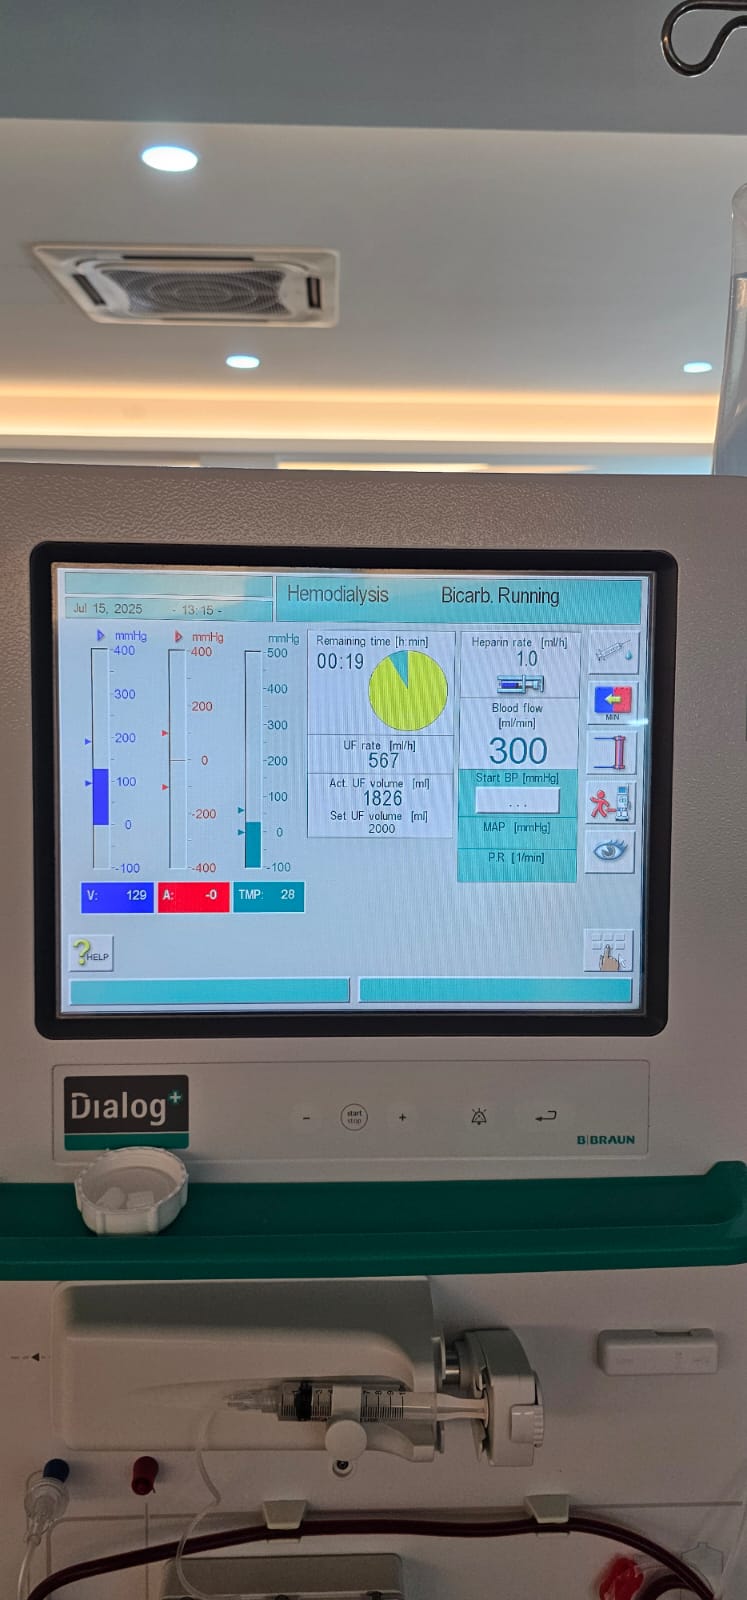 Hemodialysis Bicarb. Running
Jul 15, 2025 - 13:15 -
mmHg
400
300
200
100
0
-100
mmHg
400
200
0
-200
-400
mmHg
500
400
300
200
100
0
-100
V: 129
A: -0
TMP: 28
Remaining time [h:min]
00:19
UF rate [ml/h]
567
Act. UF volume [ml]
1826
Set UF volume [ml]
2000
Heparin rate [ml/h]
1.0
Blood flow
[ml/min]
300
Start BP [mmHg]
...
MAP [mmHg]
PR [1/min]
MIN
? HELP
Dialog+
- start
stop +
B|BRAUN